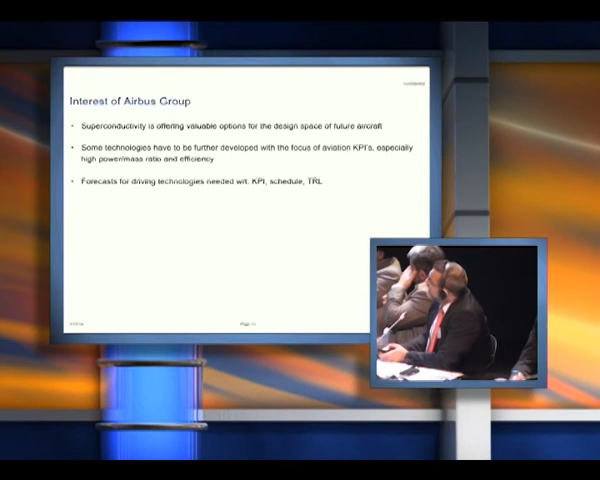 Interest of Airbus Group
• Superconductivity is offering valuable options for the design space of future aircraft
• Some technologies have to be further developed with the focus of aviation KPI's, especially
high power/mass ratio and efficiency
• Forecasts for driving technologies needed wrt. KPI, schedule, TRL